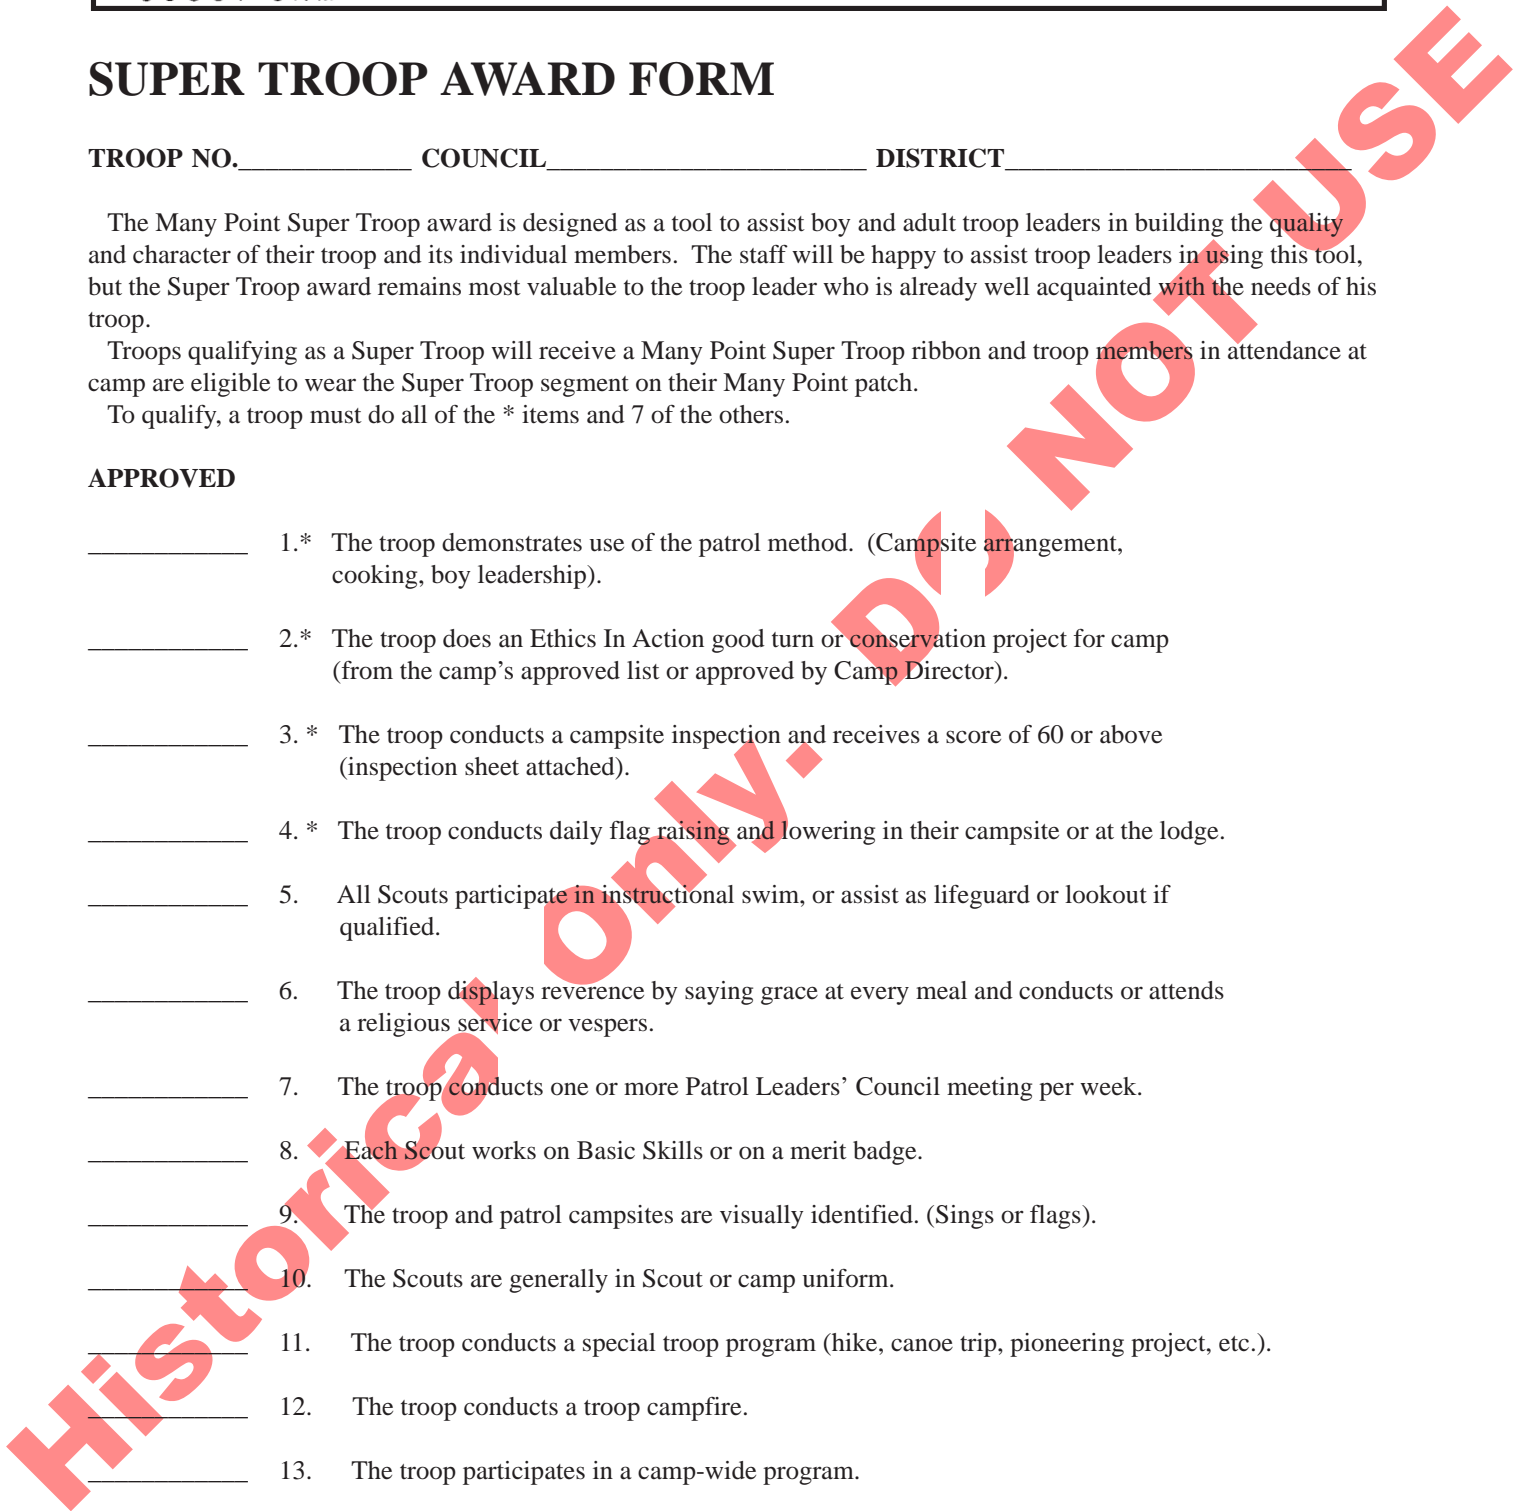 SUPER TROOP AWARD FORM
TROOP NO._____________ COUNCIL________________________ DISTRICT__________________________
The Many Point Super Troop award is designed as a tool to assist boy and adult troop leaders in building the quality
and character of their troop and its individual members.  The staff will be happy to assist troop leaders in using this tool,
but the Super Troop award remains most valuable to the troop leader who is already well acquainted with the needs of his
troop.
Troops qualifying as a Super Troop will receive a Many Point Super Troop ribbon and troop members in attendance at
camp are eligible to wear the Super Troop segment on their Many Point patch.
To qualify, a troop must do all of the * items and 7 of the others.
APPROVED
____________ 1.* The troop demonstrates use of the patrol method.  (Campsite arrangement,
cooking, boy leadership).
____________ 2.* The troop does an Ethics In Action good turn or conservation project for camp
(from the camp’s approved list or approved by Camp Director).
____________ 3. * The troop conducts a campsite inspection and receives a score of 60 or above
(inspection sheet attached).
____________ 4. * The troop conducts daily flag raising and lowering in their campsite or at the lodge.
____________ 5. All Scouts participate in instructional swim, or assist as lifeguard or lookout if
qualified.
____________ 6. The troop displays reverence by saying grace at every meal and conducts or attends
a religious service or vespers.
____________ 7. The troop conducts one or more Patrol Leaders’ Council meeting per week.
____________ 8. Each Scout works on Basic Skills or on a merit badge.
____________ 9. The troop and patrol campsites are visually identified. (Sings or flags).
____________ 10. The Scouts are generally in Scout or camp uniform.
____________ 11. The troop conducts a special troop program (hike, canoe trip, pioneering project, etc.).
____________ 12. The troop conducts a troop campfire.
____________ 13. The troop participates in a camp-wide program.
Historical Only. DO NOT USE